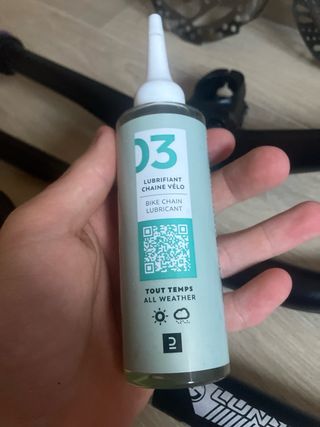 03
LUBRIFIANT
CHAINE VÉLO
BIKE CHAIN
LUBRICANT
TOUT TEMPS
ALL WEATHER